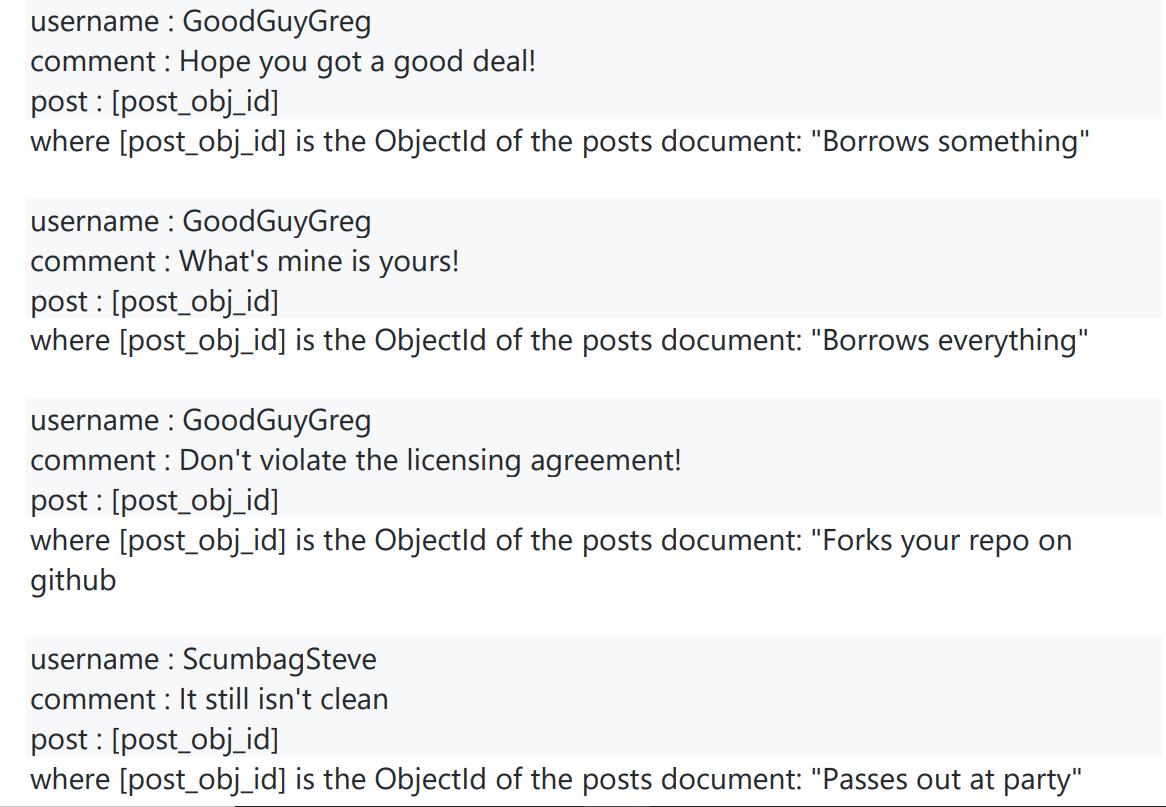 username : GoodGuyGreg
comment : Hope you got a good deal!
post : [post_obj_id]
where [post_obj_id] is the ObjectId of the posts document: "Borrows something"
username : GoodGuyGreg
comment : What's mine is yours!
post : [post_obj_id]
where [post_obj_id] is the ObjectId of the posts document: "Borrows everything"
username : GoodGuyGreg
comment : Don't violate the licensing agreement!
post : [post_obj_id]
where [post_obj_id] is the ObjectId of the posts document: "Forks your repo on
github
username : ScumbagSteve
comment : It still isn't clean
post : [post_obj_id]
where [post_obj_id] is the ObjectId of the posts document: "Passes out at party"